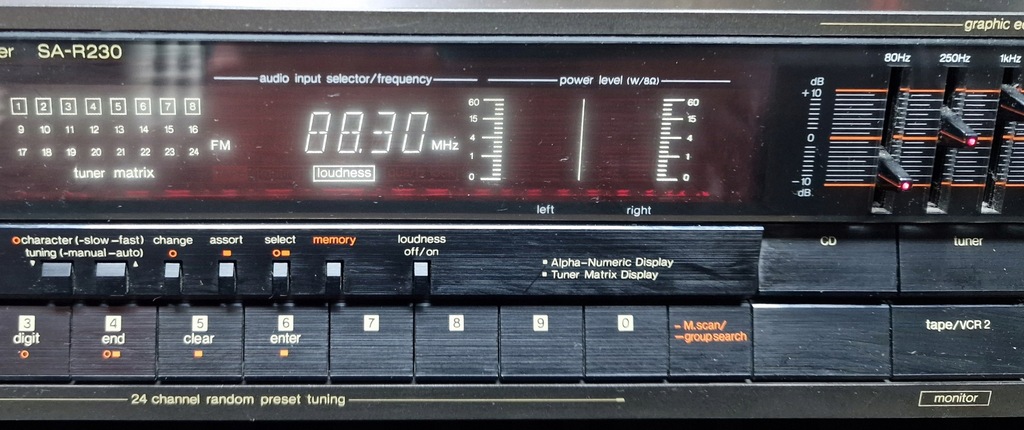 graphic e
er SA-R230
audio input selector/frequency
power level (W/8Ω)
80Hz 250Hz 1kHz
dB
+10
0
-10
dB
1 2 3 4 5 6 7 8
9 10 11 12 13 14 15 16
17 18 19 20 21 22 23 24
tuner matrix
FM
88.30 MHz
loudness
60
15
4
1
0
60
15
4
1
0
left right
character (-slow -fast)
tuning (-manual -auto)
change
assort
select
memory
loudness
off/on
Alpha-Numeric Display
Tuner Matrix Display
CD
tuner
3
digit
4
end
5
clear
6
enter
7
8
9
0
- M.scan/
-group search
tape/VCR 2
24 channel random preset tuning
monitor